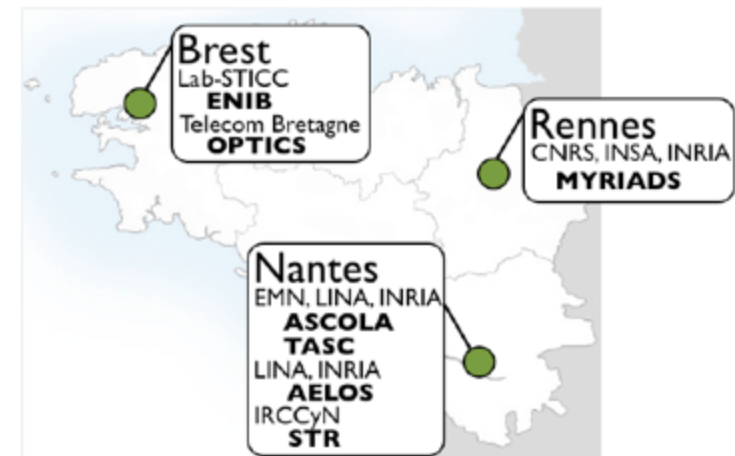 Brest
Lab-STICC
ENIB
Telecom Bretagne
OPTICS
Rennes
CNRS, INSA, INRIA
MYRIADS
Nantes
EMN, LINA, INRIA
ASCOLA
TASC
LINA, INRIA
AELOS
IRCCyN
STR